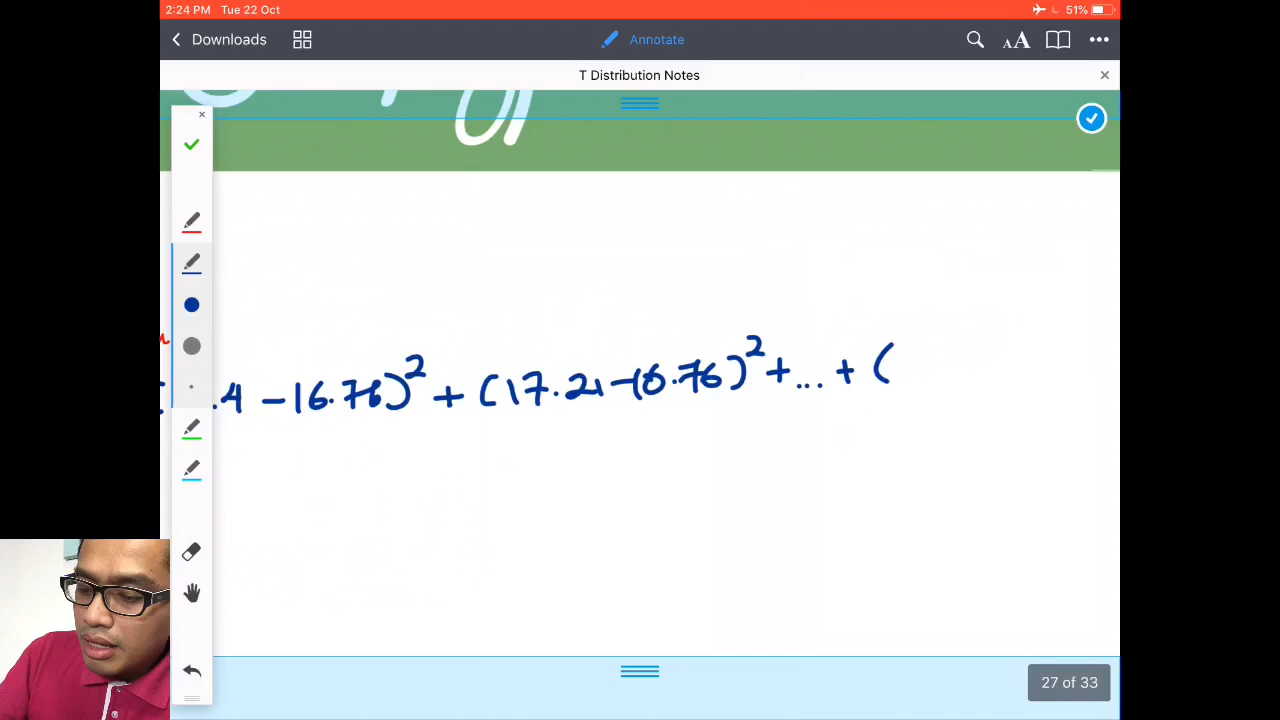 2:24 PM Tue 22 Oct 51%
Downloads Annotate AA
T Distribution Notes
.4 - 16.76)² + (17.21 - 16.76)² + ... + (
27 of 33